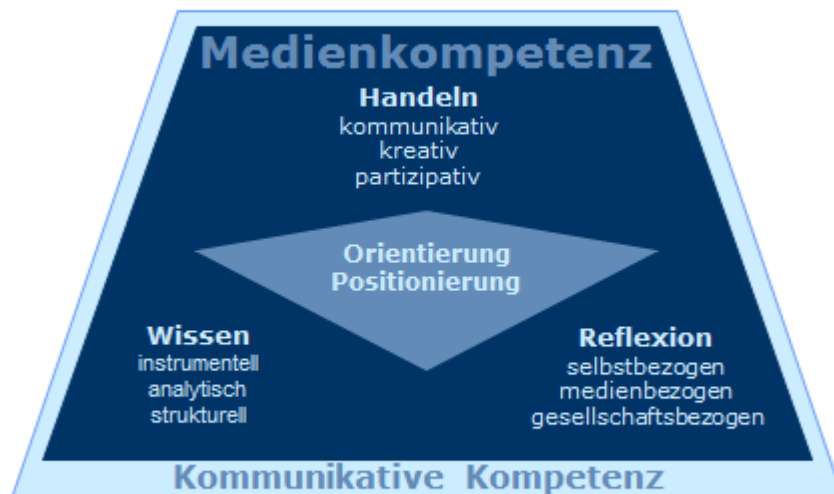 Medienkompetenz
Handeln
kommunikativ
kreativ
partizipativ
Orientierung
Positionierung
Wissen
instrumentell
analytisch
strukturell
Reflexion
selbstbezogen
medienbezogen
gesellschaftsbezogen
Kommunikative Kompetenz